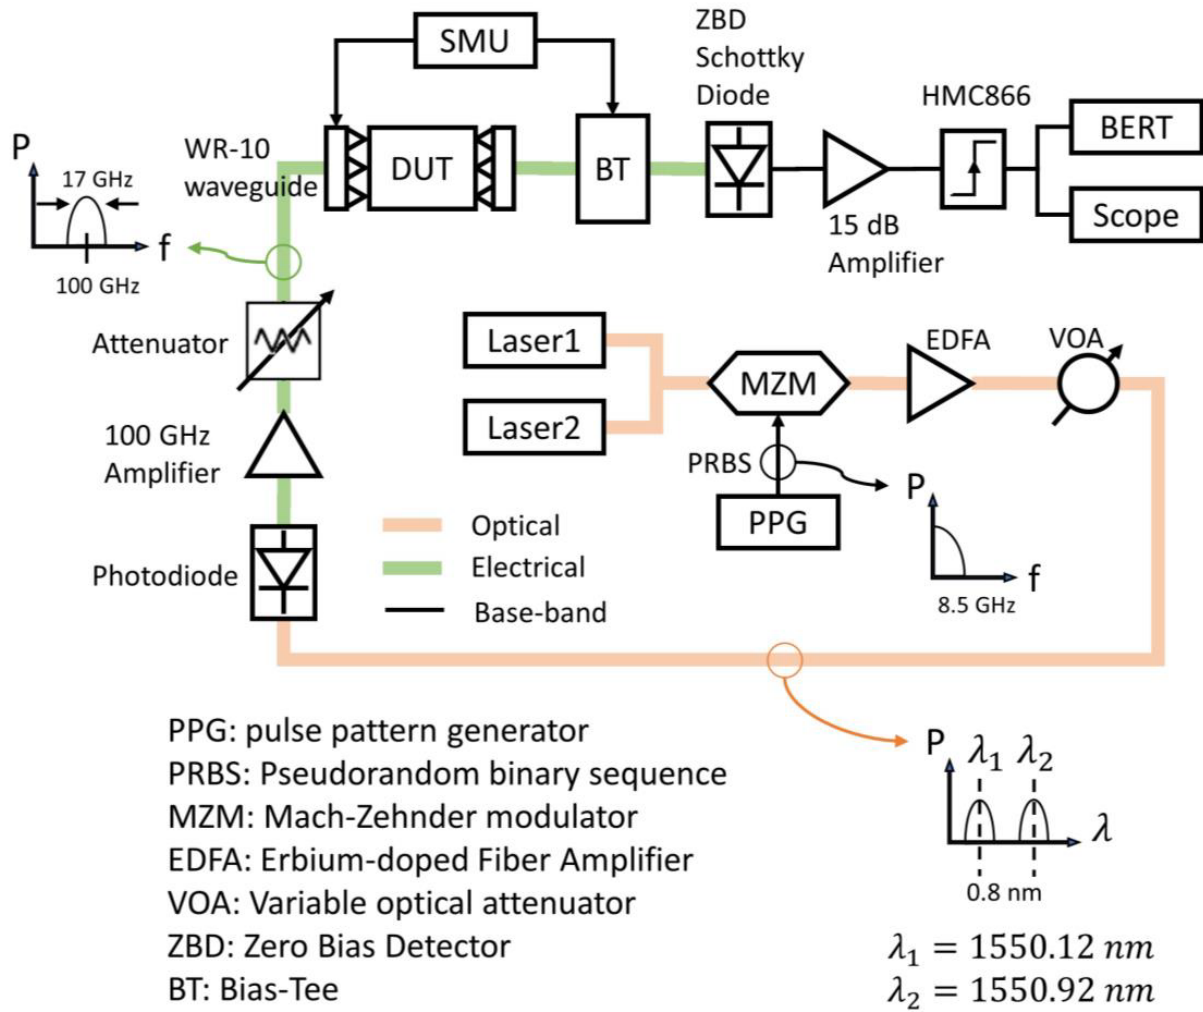 SMU
ZBD
Schottky
Diode
HMC866
BERT
Scope
WR-10
waveguide
DUT
BT
15 dB
Amplifier
P
17 GHz
f
100 GHz
Attenuator
100 GHz
Amplifier
Photodiode
Laser1
Laser2
MZM
EDFA
VOA
PRBS
PPG
P
f
8.5 GHz
Optical
Electrical
Base-band
P
λ₁ λ₂
λ
0.8 nm
λ₁ = 1550.12 nm
λ₂ = 1550.92 nm
PPG: pulse pattern generator
PRBS: Pseudorandom binary sequence
MZM: Mach-Zehnder modulator
EDFA: Erbium-doped Fiber Amplifier
VOA: Variable optical attenuator
ZBD: Zero Bias Detector
BT: Bias-Tee